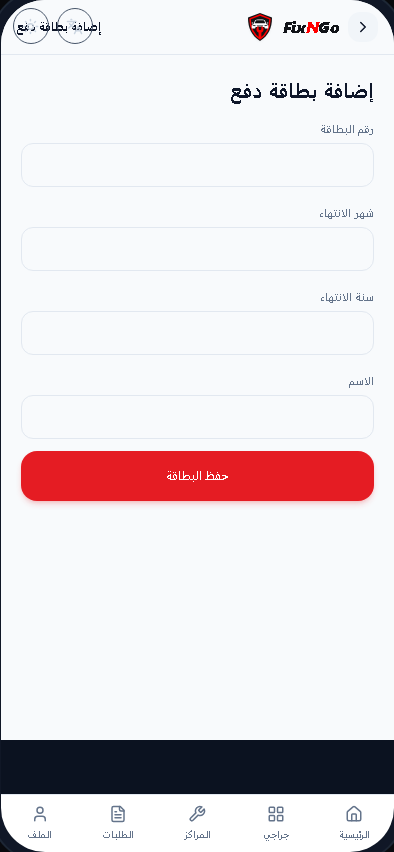 FixNGo
إضافة بطاقة دفع
إضافة بطاقة دفع
رقم البطاقة
شهر الانتهاء
سنة الانتهاء
الاسم
حفظ البطاقة
الرئيسية
جراجي
المراكز
الطلبات
الملف